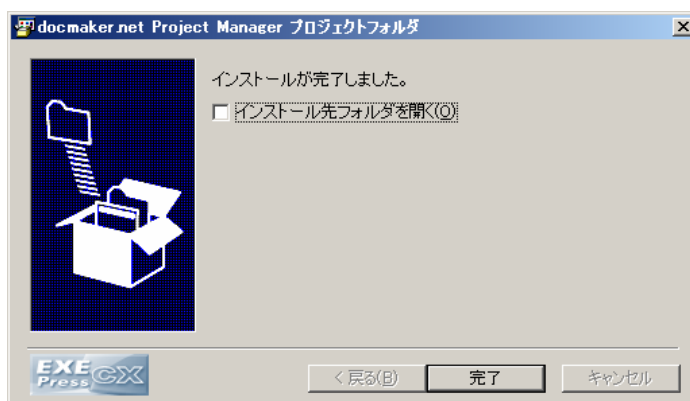 docmaker.net Project Manager プロジェクトフォルダ
インストールが完了しました。
インストール先フォルダを開く(O)
EXE
Press CX
< 戻る(B)
完了
キャンセル